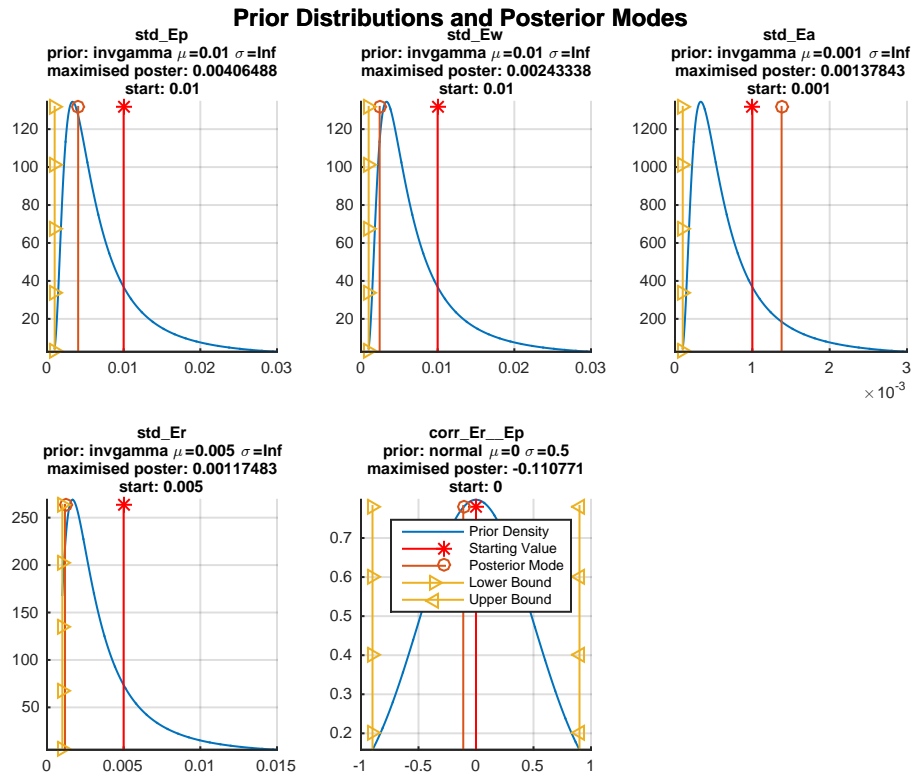 Prior Distributions and Posterior Modes
std_Ep
prior: invgamma μ=0.01 σ=Inf
maximised poster: 0.00406488
start: 0.01
120
100
80
60
40
20
0
0.01
0.02
0.03
std_Ew
prior: invgamma μ=0.01 σ=Inf
maximised poster: 0.00243338
start: 0.01
120
100
80
60
40
20
0
0.01
0.02
0.03
std_Ea
prior: invgamma μ=0.001 σ=Inf
maximised poster: 0.00137843
start: 0.001
1200
1000
800
600
400
200
0
1
2
3
×10⁻³
std_Er
prior: invgamma μ=0.005 σ=Inf
maximised poster: 0.00117483
start: 0.005
250
200
150
100
50
0
0.005
0.01
0.015
corr_Er__Ep
prior: normal μ=0 σ=0.5
maximised poster: -0.110771
start: 0
0.7
0.6
0.5
0.4
0.3
0.2
-1
-0.5
0
0.5
1
Prior Density
Starting Value
Posterior Mode
Lower Bound
Upper Bound